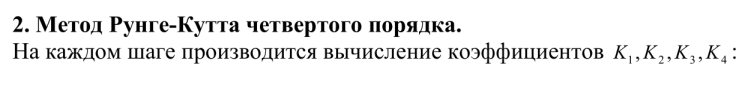 2. Метод Рунге-Кутта четвертого порядка.
На каждом шаге производится вычисление коэффициентов K₁,K₂,K₃,K₄: